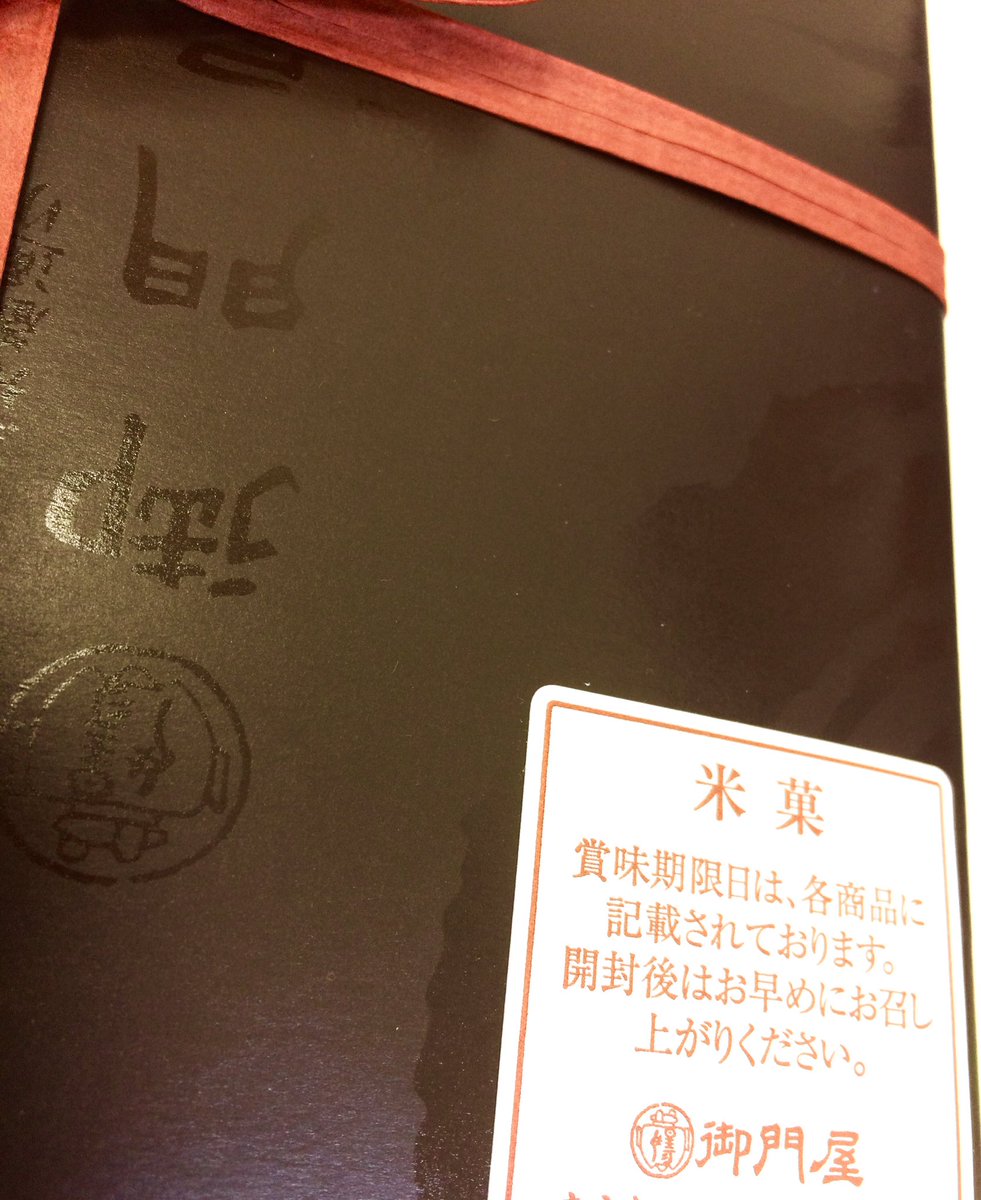 御門
米菓
賞味期限日は、各商品に
記載されております。
開封後はお早めにお召し
上がりください。
御門屋